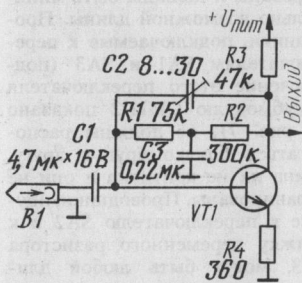 +Uпит
C2 8...30
R3
47к
R1 75к
R2
Выход
C1
C3
300к
4,7мк×16В
0,22мк
В1
VT1
R4
360